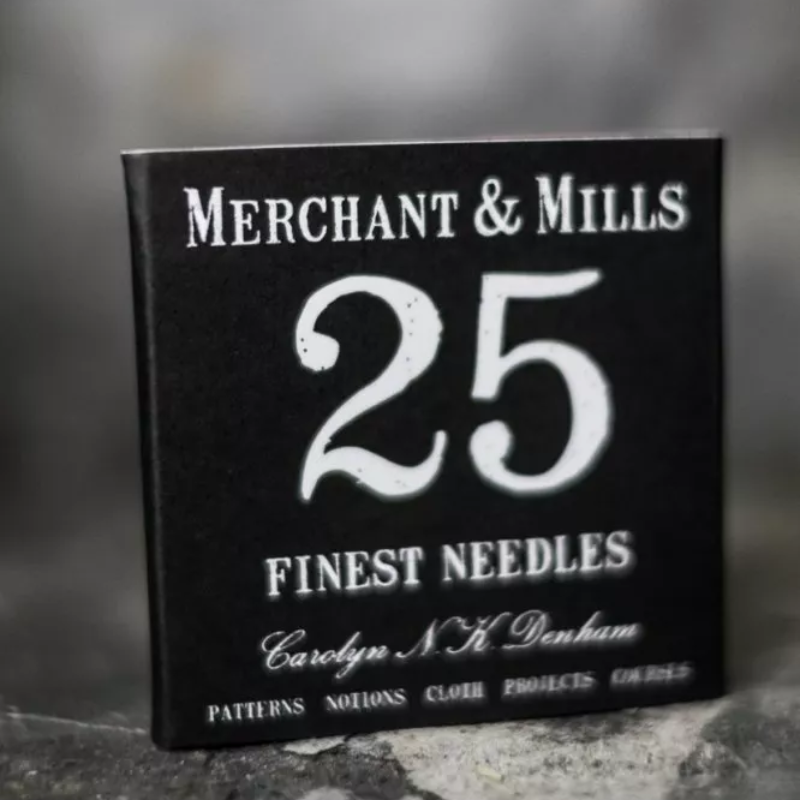 MERCHANT & MILLS
25
FINEST NEEDLES
Carolyn N.K. Denham
PATTERNS NOTIONS CLOTH PROJECTS COURSES